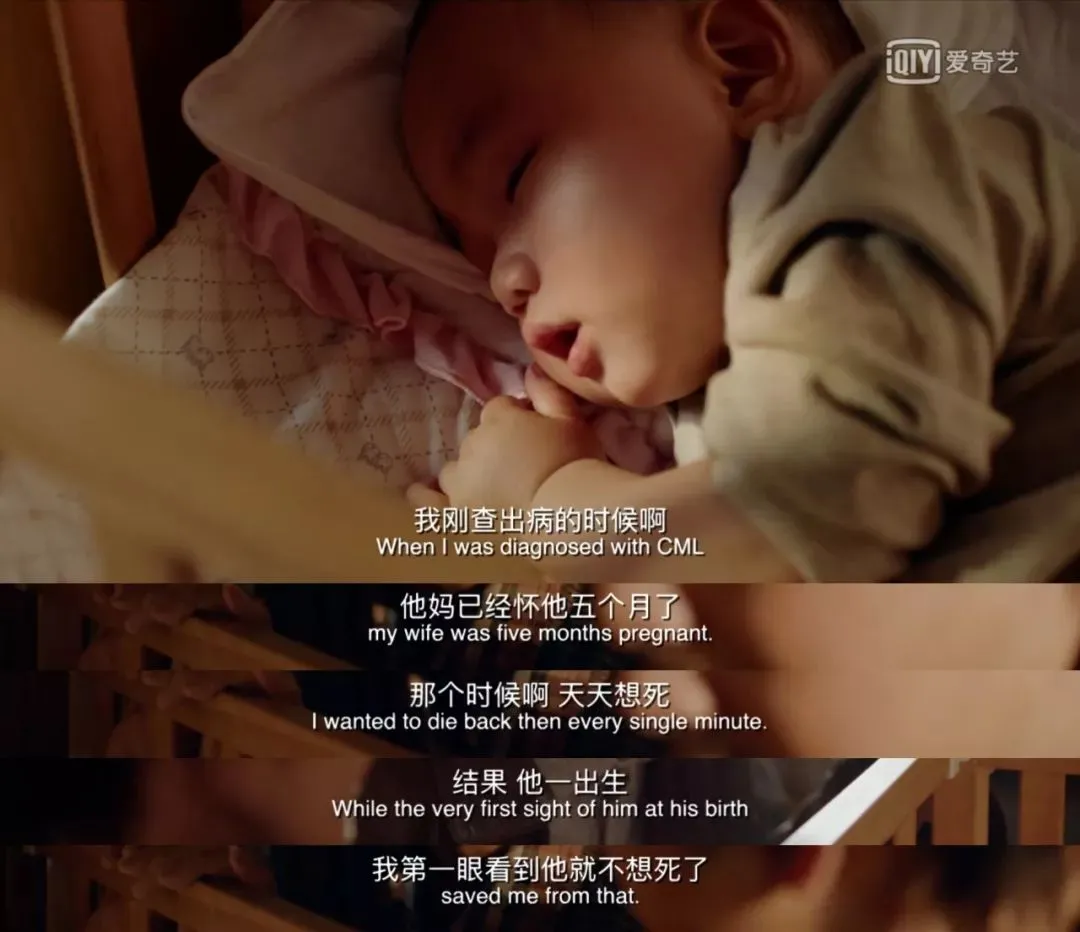 iQIYI 爱奇艺
我刚查出病的时候啊
When I was diagnosed with CML
他妈已经怀他五个月了
my wife was five months pregnant.
那个时候啊 天天想死
I wanted to die back then every single minute.
结果 他一出生
While the very first sight of him at his birth
我第一眼看到他就不想死了
saved me from that.